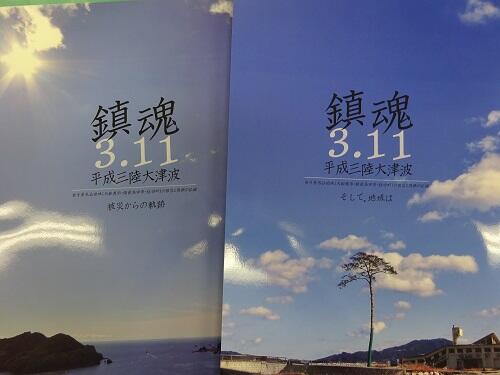 鎮魂
3.11
平成三陸大津波
被災からの軌跡
鎮魂
3.11
平成三陸大津波
そして、地域は